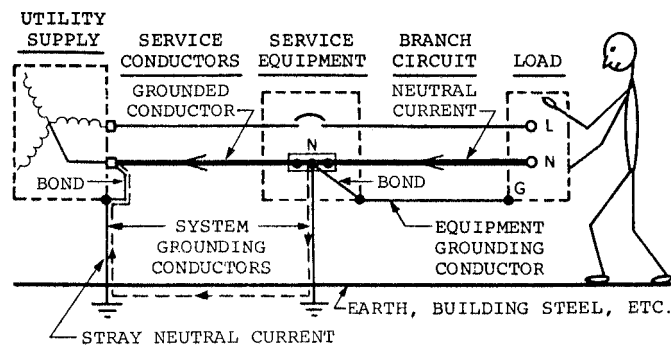 UTILITY
SUPPLY
SERVICE
CONDUCTORS
SERVICE
EQUIPMENT
BRANCH
CIRCUIT
LOAD
GROUNDED
CONDUCTOR
NEUTRAL
CURRENT
L
N
N
BOND
BOND
G
SYSTEM
GROUNDING
CONDUCTORS
EQUIPMENT
GROUNDING
CONDUCTOR
EARTH, BUILDING STEEL, ETC.
STRAY NEUTRAL CURRENT